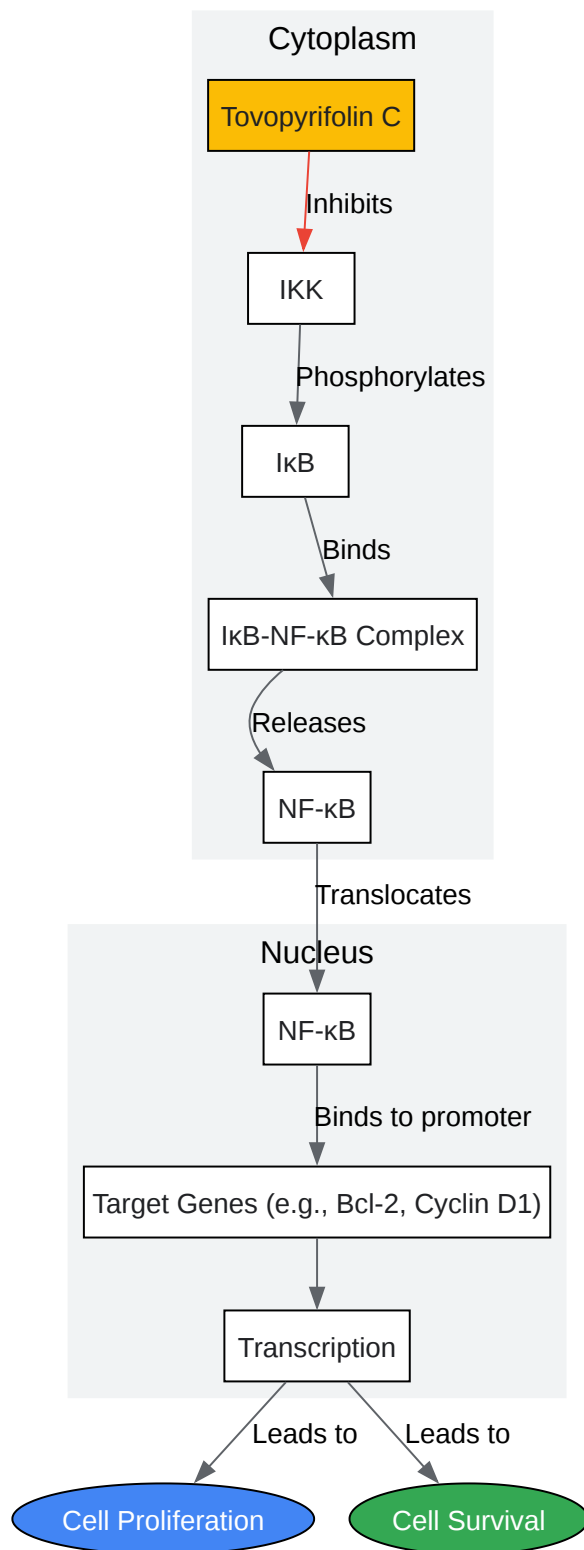 Cytoplasm
Tovopyrifolin C
Inhibits
IKK
Phosphorylates
IκB
Binds
IκB-NF-κB Complex
Releases
NF-κB
Translocates
Nucleus
NF-κB
Binds to promoter
Target Genes (e.g., Bcl-2, Cyclin D1)
Transcription
Leads to
Leads to
Cell Proliferation
Cell Survival